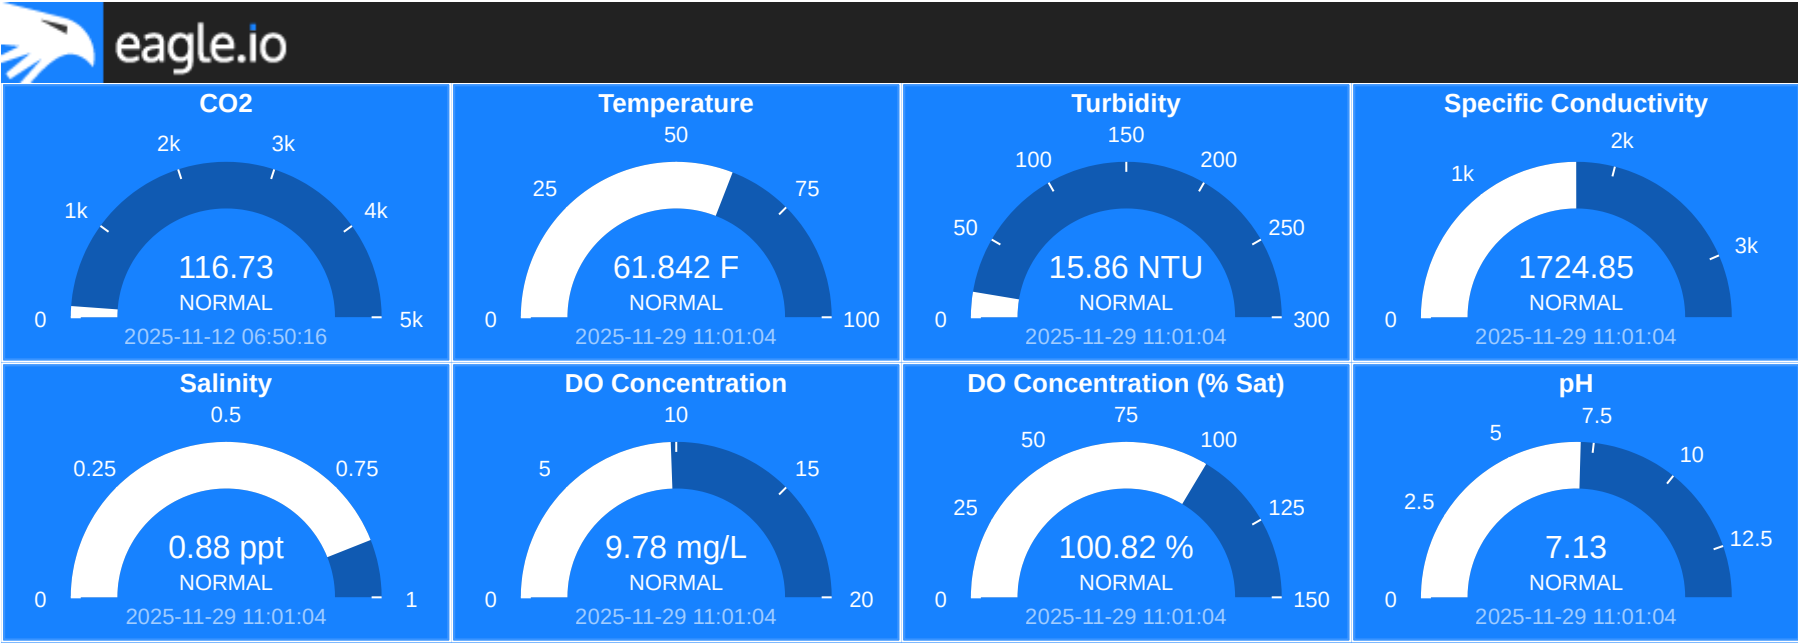 eagle.io
CO2
0
1k
2k
3k
4k
5k
116.73
NORMAL
2025-11-12 06:50:16
Temperature
0
25
50
75
100
61.842 F
NORMAL
2025-11-29 11:01:04
Turbidity
0
50
100
150
200
250
300
15.86 NTU
NORMAL
2025-11-29 11:01:04
Specific Conductivity
0
1k
2k
3k
1724.85
NORMAL
2025-11-29 11:01:04
Salinity
0
0.25
0.5
0.75
1
0.88 ppt
NORMAL
2025-11-29 11:01:04
DO Concentration
0
5
10
15
20
9.78 mg/L
NORMAL
2025-11-29 11:01:04
DO Concentration (% Sat)
0
25
50
75
100
125
150
100.82 %
NORMAL
2025-11-29 11:01:04
pH
0
2.5
5
7.5
10
12.5
7.13
NORMAL
2025-11-29 11:01:04